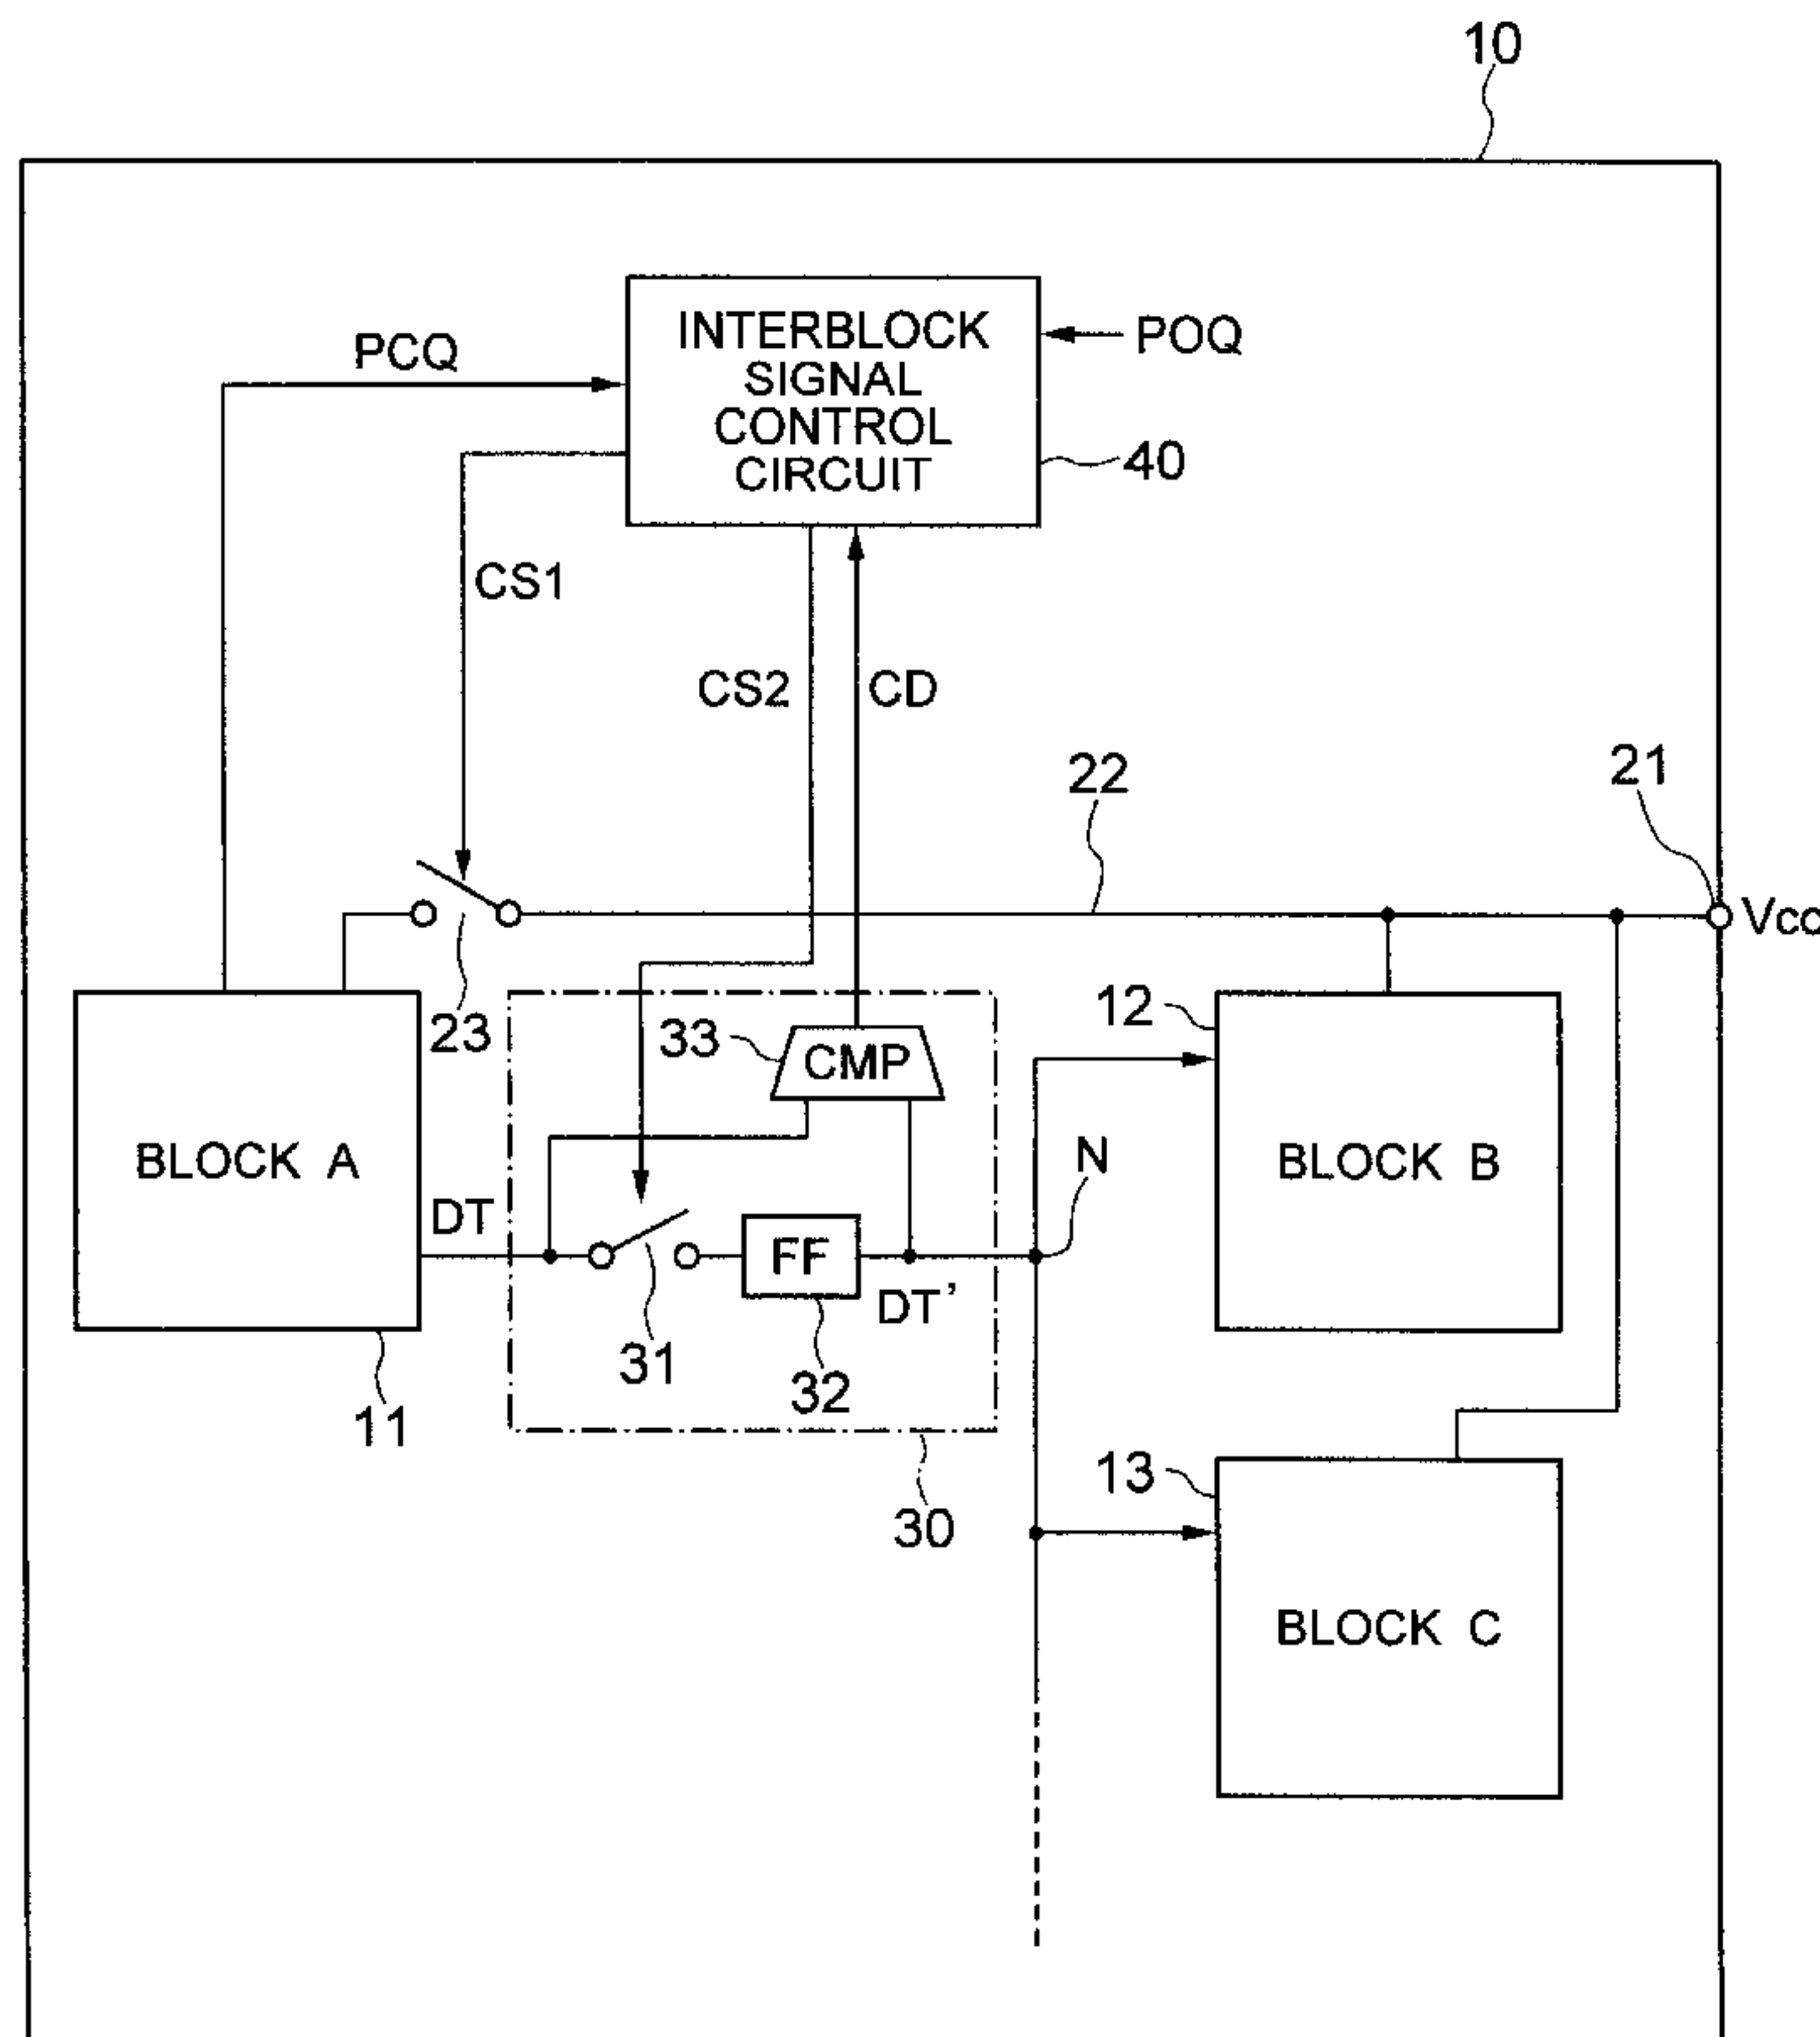 10
INTERBLOCK
SIGNAL
CONTROL
CIRCUIT
PCQ
POQ
40
CS1
CS2
CD
22
21
Vcc
23
33
CMP
12
BLOCK A
DT
N
BLOCK B
FF
DT'
31
32
11
30
13
BLOCK C